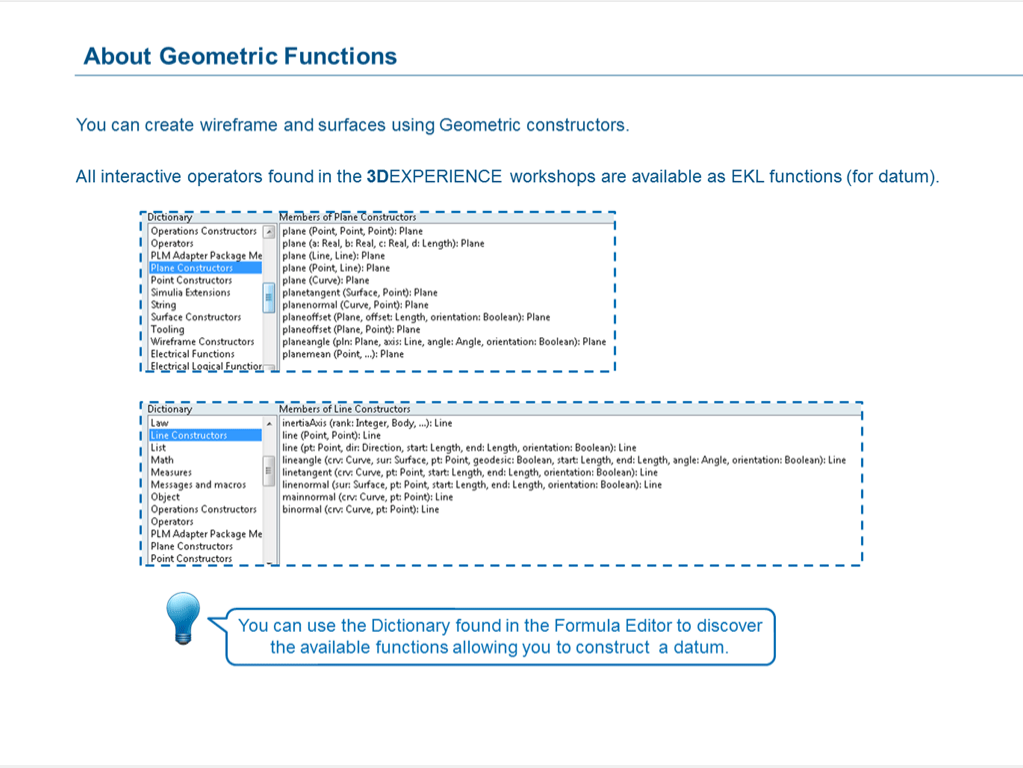 About Geometric Functions
You can create wireframe and surfaces using Geometric constructors.
All interactive operators found in the 3DEXPERIENCE workshops are available as EKL functions (for datum).
Dictionary
Members of Plane Constructors
Operations Constructors
Operators
PLM Adapter Package Me
Plane Constructors
Point Constructors
Simulia Extensions
String
Surface Constructors
Tooling
Wireframe Constructors
Electrical Functions
Electrical Logical Function
plane (Point, Point, Point): Plane
plane (a: Real, b: Real, c: Real, d: Length): Plane
plane (Line, Line): Plane
plane (Point, Line): Plane
plane (Curve): Plane
planetangent (Surface, Point): Plane
planenormal (Curve, Point): Plane
planeoffset (Plane, offset: Length, orientation: Boolean): Plane
planeoffset (Plane, Point): Plane
planeangle (pln: Plane, axis: Line, angle: Angle, orientation: Boolean): Plane
planemean (Point, ...): Plane
Dictionary
Members of Line Constructors
Law
Line Constructors
List
Math
Measures
Messages and macros
Object
Operations Constructors
Operators
PLM Adapter Package Me
Plane Constructors
Point Constructors
inertiaAxis (rank: Integer, Body, ...): Line
line (Point, Point): Line
line (pt: Point, dir: Direction, start: Length, end: Length, orientation: Boolean): Line
lineangle (crv: Curve, sur: Surface, pt: Point, geodesic: Boolean, start: Length, end: Length, angle: Angle, orientation: Boolean): Line
linetangent (crv: Curve, pt: Point, start: Length, end: Length, orientation: Boolean): Line
linenormal (sur: Surface, pt: Point, start: Length, end: Length, orientation: Boolean): Line
mainnormal (crv: Curve, pt: Point): Line
binormal (crv: Curve, pt: Point): Line
You can use the Dictionary found in the Formula Editor to discover
the available functions allowing you to construct a datum.